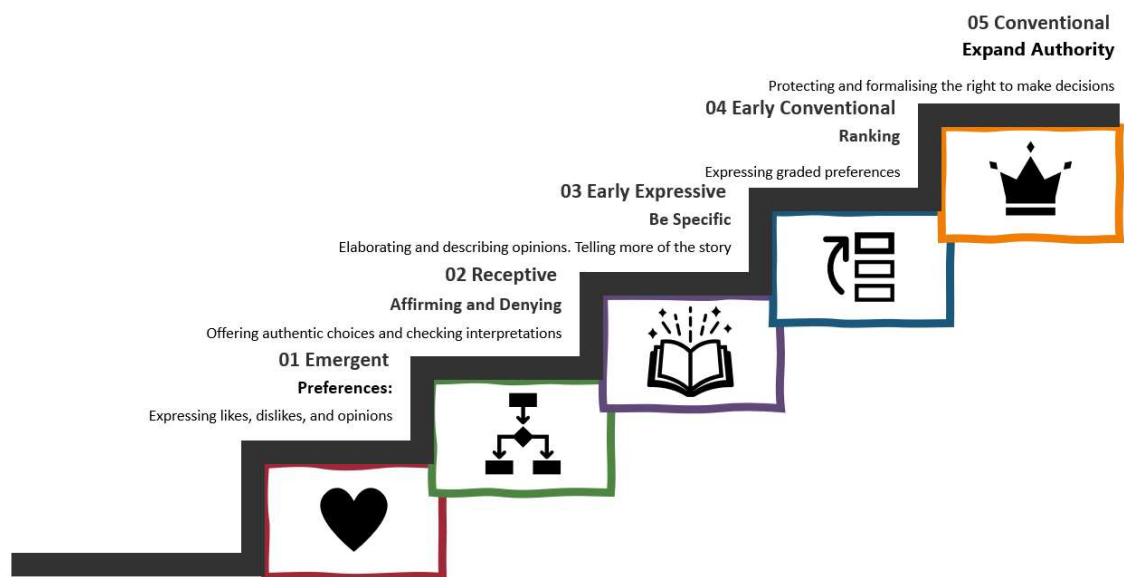 05 Conventional
Expand Authority
Protecting and formalising the right to make decisions
04 Early Conventional
Ranking
Expressing graded preferences
03 Early Expressive
Be Specific
Elaborating and describing opinions. Telling more of the story
02 Receptive
Affirming and Denying
Offering authentic choices and checking interpretations
01 Emergent
Preferences:
Expressing likes, dislikes, and opinions